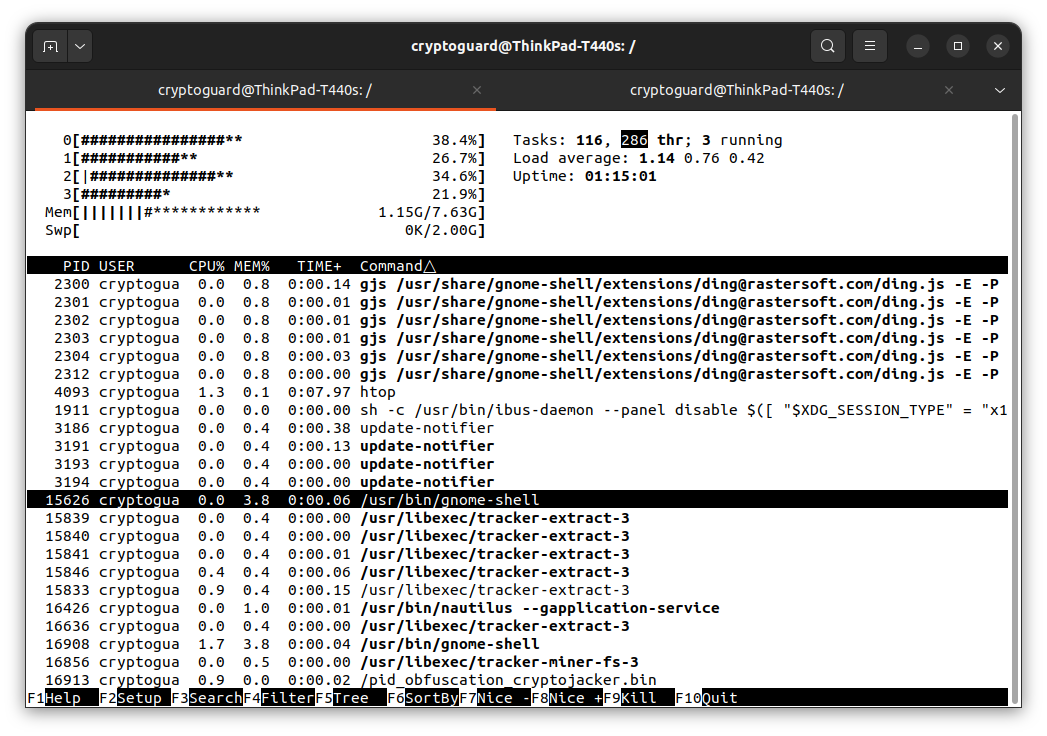 cryptoguard@ThinkPad-T440s: /
cryptoguard@ThinkPad-T440s: /
cryptoguard@ThinkPad-T440s: /
0[################** 38.4%] Tasks: 116, 286 thr; 3 running
1[###########** 26.7%] Load average: 1.14 0.76 0.42
2[|##############** 34.6%] Uptime: 01:15:01
3[#########* 21.9%]
Mem[|||||||#************ 1.15G/7.63G]
Swp[ 0K/2.00G]
PID USER CPU% MEM% TIME+ Command△
2300 cryptogua 0.0 0.8 0:00.14 gjs /usr/share/gnome-shell/extensions/ding@rastersoft.com/ding.js -E -P
2301 cryptogua 0.0 0.8 0:00.01 gjs /usr/share/gnome-shell/extensions/ding@rastersoft.com/ding.js -E -P
2302 cryptogua 0.0 0.8 0:00.01 gjs /usr/share/gnome-shell/extensions/ding@rastersoft.com/ding.js -E -P
2303 cryptogua 0.0 0.8 0:00.01 gjs /usr/share/gnome-shell/extensions/ding@rastersoft.com/ding.js -E -P
2304 cryptogua 0.0 0.8 0:00.03 gjs /usr/share/gnome-shell/extensions/ding@rastersoft.com/ding.js -E -P
2312 cryptogua 0.0 0.8 0:00.00 gjs /usr/share/gnome-shell/extensions/ding@rastersoft.com/ding.js -E -P
4093 cryptogua 1.3 0.1 0:07.97 htop
1911 cryptogua 0.0 0.0 0:00.00 sh -c /usr/bin/ibus-daemon --panel disable $([ "$XDG_SESSION_TYPE" = "x1
3186 cryptogua 0.0 0.4 0:00.38 update-notifier
3191 cryptogua 0.0 0.4 0:00.13 update-notifier
3193 cryptogua 0.0 0.4 0:00.00 update-notifier
3194 cryptogua 0.0 0.4 0:00.00 update-notifier
15626 cryptogua 0.0 3.8 0:00.06 /usr/bin/gnome-shell
15839 cryptogua 0.0 0.4 0:00.00 /usr/libexec/tracker-extract-3
15840 cryptogua 0.0 0.4 0:00.00 /usr/libexec/tracker-extract-3
15841 cryptogua 0.0 0.4 0:00.01 /usr/libexec/tracker-extract-3
15846 cryptogua 0.4 0.4 0:00.06 /usr/libexec/tracker-extract-3
15833 cryptogua 0.9 0.4 0:00.15 /usr/libexec/tracker-extract-3
16426 cryptogua 0.0 1.0 0:00.01 /usr/bin/nautilus --gapplication-service
16636 cryptogua 0.0 0.4 0:00.00 /usr/libexec/tracker-extract-3
16908 cryptogua 1.7 3.8 0:00.04 /usr/bin/gnome-shell
16856 cryptogua 0.0 0.5 0:00.00 /usr/libexec/tracker-miner-fs-3
16913 cryptogua 0.9 0.0 0:00.02 /pid_obfuscation_cryptojacker.bin
F1Help F2Setup F3SearchF4FilterF5Tree F6SortByF7Nice -F8Nice +F9Kill F10Quit